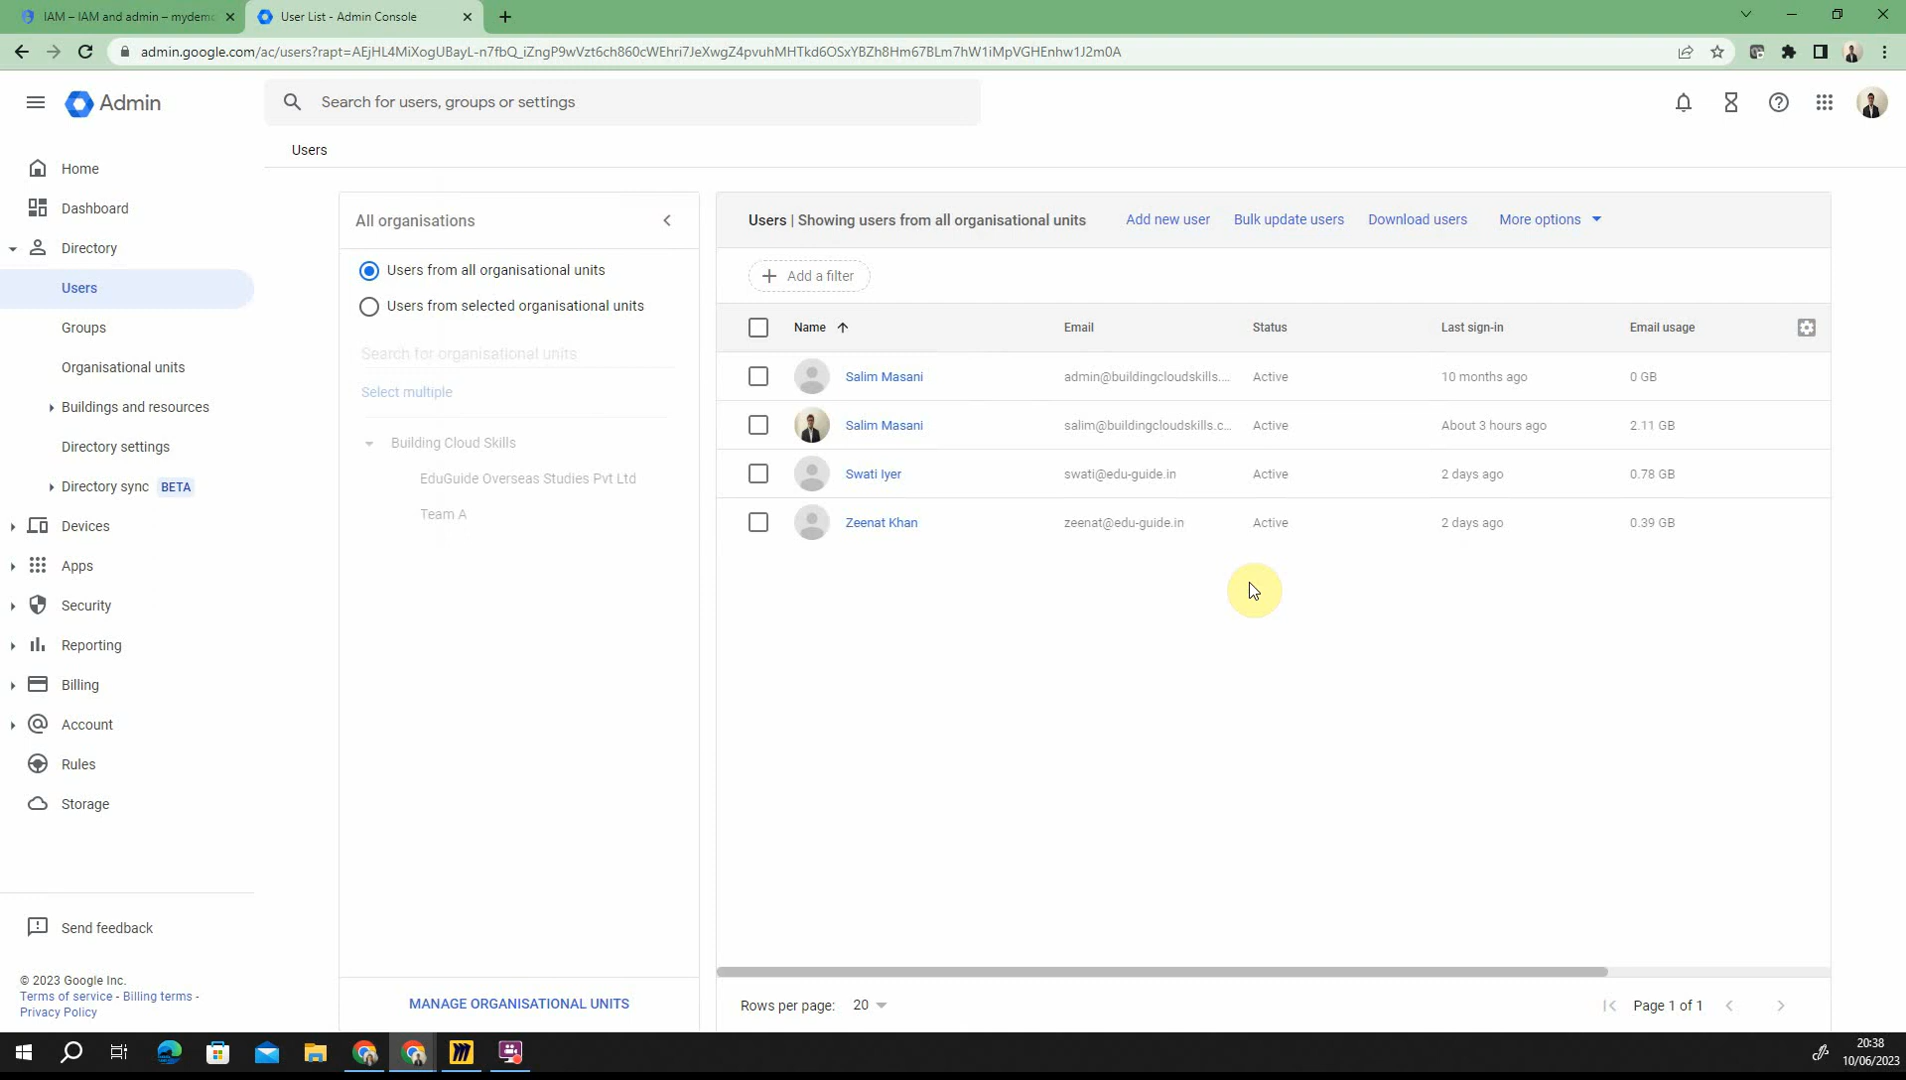 IAM – IAM and admin – mydemo
User List - Admin Console
admin.google.com/ac/users?rapt=AEjHL4MiXogUBayL-n7fbQ_iZngP9wVzt6ch860cWEhri7JeXwgZ4pvuhMHTkd6OSxYBZh8Hm67BLm7hW1iMpVGHEnhw1J2m0A
Admin
Search for users, groups or settings
Users
Home
Dashboard
Directory
Users
Groups
Organisational units
Buildings and resources
Directory settings
Directory sync BETA
Devices
Apps
Security
Reporting
Billing
Account
Rules
Storage
Send feedback
© 2023 Google Inc.
Terms of service - Billing terms -
Privacy Policy
All organisations
Users from all organisational units
Users from selected organisational units
Search for organisational units
Select multiple
Building Cloud Skills
EduGuide Overseas Studies Pvt Ltd
Team A
MANAGE ORGANISATIONAL UNITS
Users | Showing users from all organisational units Add new user Bulk update users Download users More options
Add a filter
Name Email Status Last sign-in Email usage
Salim Masani admin@buildingcloudskills.... Active 10 months ago 0 GB
Salim Masani salim@buildingcloudskills.c... Active About 3 hours ago 2.11 GB
Swati Iyer swati@edu-guide.in Active 2 days ago 0.78 GB
Zeenat Khan zeenat@edu-guide.in Active 2 days ago 0.39 GB
Rows per page: 20 Page 1 of 1
20:38
10/06/2023